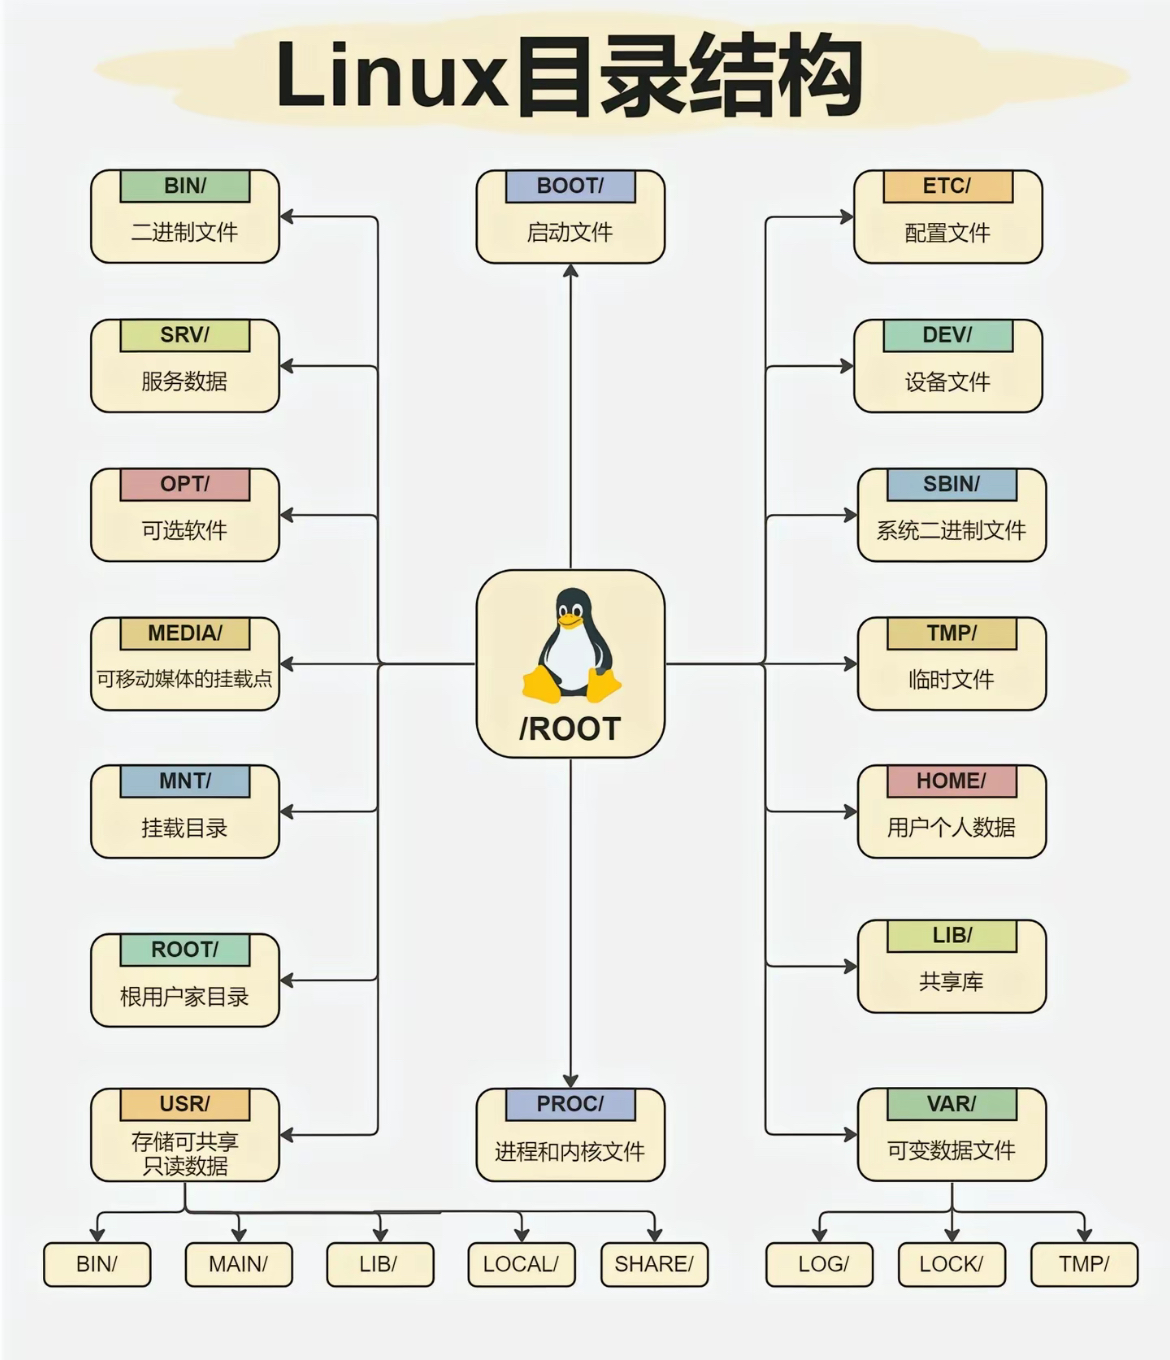 Linux目录结构
BIN/
二进制文件
BOOT/
启动文件
ETC/
配置文件
SRV/
服务数据
DEV/
设备文件
OPT/
可选软件
SBIN/
系统二进制文件
MEDIA/
可移动媒体的挂载点
/ROOT
TMP/
临时文件
MNT/
挂载目录
HOME/
用户个人数据
ROOT/
根用户家目录
LIB/
共享库
USR/
存储可共享
只读数据
PROC/
进程和内核文件
VAR/
可变数据文件
BIN/
MAIN/
LIB/
LOCAL/
SHARE/
LOG/
LOCK/
TMP/